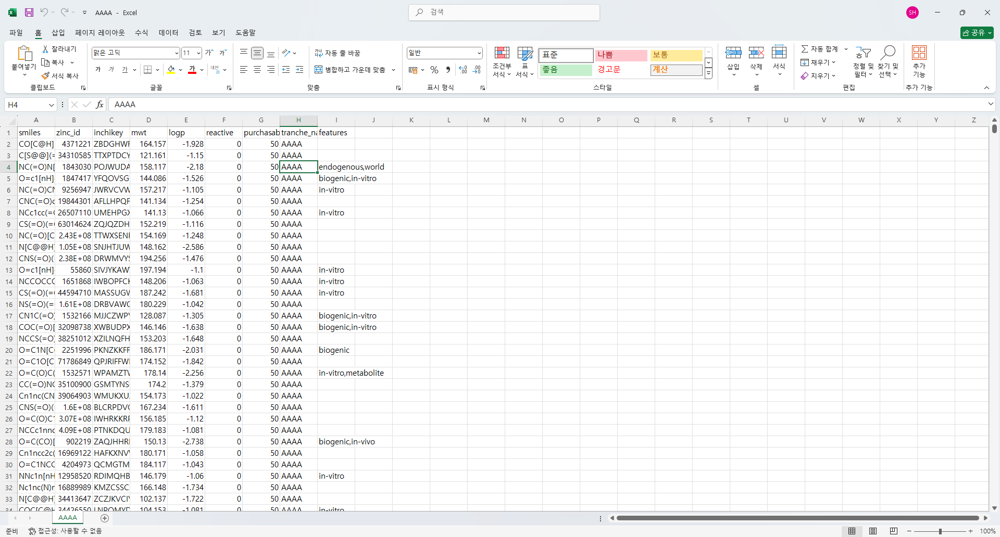 AAAA - Excel
검색
SH
파일 홈 삽입 페이지 레이아웃 수식 데이터 검토 보기 도움말
공유
붙여넣기
잘라내기
복사
서식 복사
클립보드
맑은 고딕 11 가^ 가ˇ
가 가 간 가 내천
글꼴
가나다 자동 줄 바꿈
병합하고 가운데 맞춤
맞춤
일반
% , .00 .00
표시 형식
조건부 서식
표 서식
표준 나쁨 보통
좋음 경고문 계산
스타일
삽입 삭제 서식
셀
자동 합계
채우기
지우기
정렬 및 필터
찾기 및 선택
편집
추가 기능
추가 기능
H4 fx AAAA
A B C D E F G H I J K L M N O P Q R S T U V W X Y Z
1 smiles zinc_id inchikey mwt logp reactive purchasab tranche_na features
2 CO[C@H] 4371221 ZBDGHWF 164.157 -1.928 0 50 AAAA
3 C[S@@](= 34310585 TTXPTDCY 121.161 -1.15 0 50 AAAA
4 NC(=O)N[ 1843030 POJWUDA 158.117 -2.18 0 50 AAAA endogenous,world
5 O=c1[nH] 1847417 YFQOVSG 144.086 -1.526 0 50 AAAA biogenic,in-vitro
6 NC(=O)CN 9256947 JWRVCVW 157.217 -1.105 0 50 AAAA in-vitro
7 CNC(=O)c 19844301 AFLLHPQF 141.134 -1.254 0 50 AAAA
8 NCc1cc(=C 26507110 UMEHPGX 141.13 -1.066 0 50 AAAA in-vitro
9 CS(=O)(=O 63014624 ZQJQZDH 152.219 -1.116 0 50 AAAA
10 NC(=O)[C 2.43E+08 TTWXSENI 154.169 -1.248 0 50 AAAA
11 N[C@@H] 1.05E+08 SNJHTJUW 148.162 -2.586 0 50 AAAA
12 CNS(=O)( 2.38E+08 DRWMVYS 194.256 -1.476 0 50 AAAA
13 O=c1[nH] 55860 SIVJYKAW 197.194 -1.1 0 50 AAAA in-vitro
14 NCCOCCC 1651868 IWBOPFCK 148.206 -1.063 0 50 AAAA in-vitro
15 CS(=O)(= 44594710 MASSUGW 187.242 -1.681 0 50 AAAA in-vitro
16 NS(=O)(= 1.61E+08 DRBVAWC 180.229 -1.042 0 50 AAAA
17 CN1C(=O) 1532166 MJJCZWPY 128.087 -1.305 0 50 AAAA biogenic,in-vitro
18 COC(=O)[ 32098738 XWBUDPX 146.146 -1.638 0 50 AAAA biogenic,in-vitro
19 NCCS(=O) 38251012 XZILNQFH 153.203 -1.648 0 50 AAAA
20 O=C1N[C 2251996 PKNZKKFF 186.171 -2.031 0 50 AAAA biogenic
21 O=C1O[C 71786849 QPJRIFFW 174.152 -1.842 0 50 AAAA
22 O=C(O)C( 1532571 WPAMZTV 178.14 -2.256 0 50 AAAA in-vitro,metabolite
23 CC(=O)NC 35100900 GSMTYNS 174.2 -1.379 0 50 AAAA
24 Cn1nc(CN 39064903 WMUKXU 154.173 -1.022 0 50 AAAA
25 CNS(=O)( 1.6E+08 BLCRPDV 167.234 -1.611 0 50 AAAA
26 O=C(O)C1 3.07E+08 IWHRKKRF 156.185 -1.12 0 50 AAAA
27 NCCc1nnc 4.09E+08 PTNKDQU 179.183 -1.081 0 50 AAAA
28 O=C(CO)[ 902219 ZAQJHHRI 150.13 -2.738 0 50 AAAA biogenic,in-vivo
29 Cn1ncc2c( 16969122 HAFKXNV 180.171 -1.058 0 50 AAAA
30 O=C1NCC 4204973 QCMGTM 184.117 -1.043 0 50 AAAA
31 NNc1n[nH 12958520 RDIMQHB 146.179 -1.06 0 50 AAAA in-vitro
32 Nc1nc(N)n 16889989 KMZCSSC 166.148 -1.734 0 50 AAAA
33 N[C@@H] 34413647 ZCZJKVCIY 102.137 -1.722 0 50 AAAA
34 COC[C@H 34426550 LNPOMYD 104.153 -1.081 0 50 AAAA in-vitro
AAAA
준비 접근성: 사용할 수 없음 100%